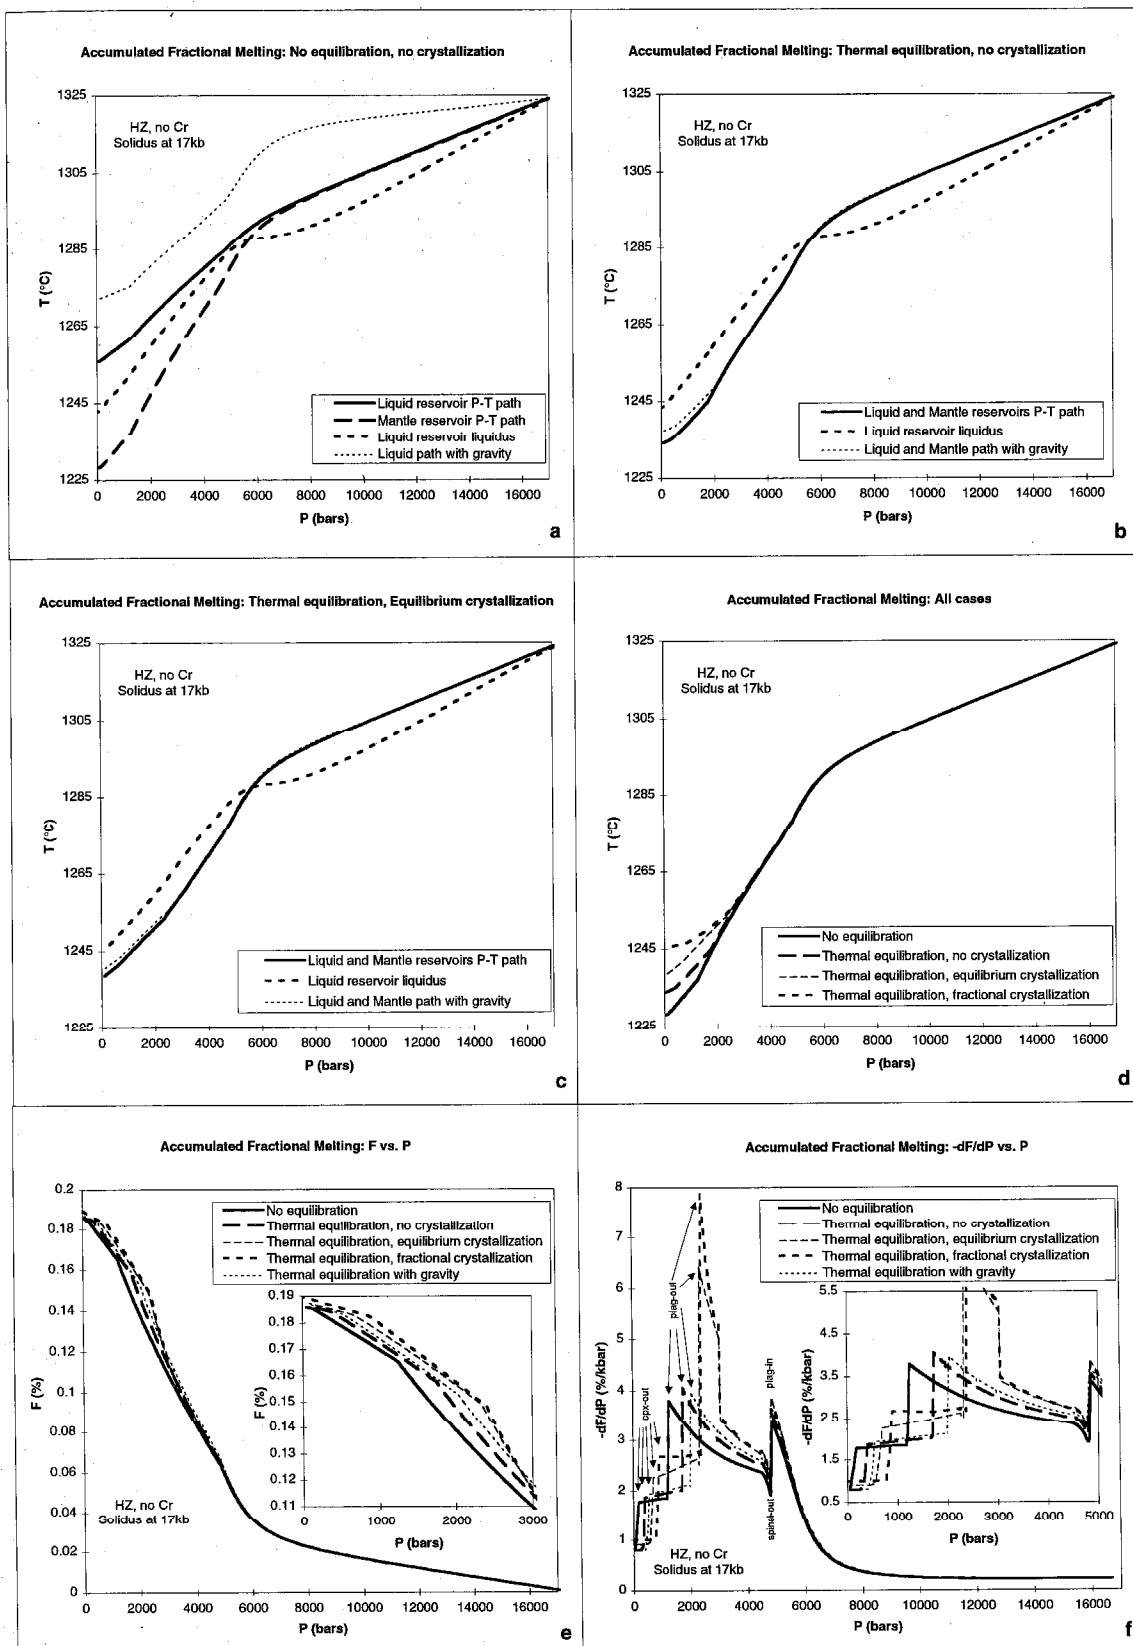 Accumulated Fractional Melting: No equilibration, no crystallization
1325
1305
1285
1265
1245
1225
T (°C)
HZ, no Cr
Solidus at 17kb
Liquid reservoir P-T path
Mantle reservoir P-T path
Liquid reservoir liquidus
Liquid path with gravity
0 2000 4000 6000 8000 10000 12000 14000 16000
P (bars)
a
Accumulated Fractional Melting: Thermal equilibration, no crystallization
1325
1305
1285
1265
1245
1225
T (°C)
HZ, no Cr
Solidus at 17kb
Liquid and Mantle reservoirs P-T path
Liquid reservoir liquidus
Liquid and Mantle path with gravity
0 2000 4000 6000 8000 10000 12000 14000 16000
P (bars)
b
Accumulated Fractional Melting: Thermal equilibration, Equilibrium crystallization
1325
1305
1285
1265
1245
1225
T (°C)
HZ, no Cr
Solidus at 17kb
Liquid and Mantle reservoirs P-T path
Liquid reservoir liquidus
Liquid and Mantle path with gravity
0 2000 4000 6000 8000 10000 12000 14000 16000
P (bars)
c
Accumulated Fractional Melting: All cases
1325
1305
1285
1265
1245
1225
T (°C)
HZ, no Cr
Solidus at 17kb
No equilibration
Thermal equilibration, no crystallization
Thermal equilibration, equilibrium crystallization
Thermal equilibration, fractional crystallization
0 2000 4000 6000 8000 10000 12000 14000 16000
P (bars)
d
Accumulated Fractional Melting: F vs. P
0.2
0.18
0.16
0.14
0.12
0.1
0.08
0.06
0.04
0.02
0
F (%)
No equilibration
Thermal equilibration, no crystallization
Thermal equilibration, equilibrium crystallization
Thermal equilibration, fractional crystallization
Thermal equilibration with gravity
0.19
0.18
0.17
0.16
0.15
0.14
0.13
0.12
0.11
F (%)
0 1000 2000 3000
P (bars)
HZ, no Cr
Solidus at 17kb
0 2000 4000 6000 8000 10000 12000 14000 16000
P (bars)
e
Accumulated Fractional Melting: -dF/dP vs. P
8
7
6
5
4
3
2
1
0
-dF/dP (%/kbar)
No equilibration
Thermal equilibration, no crystallization
Thermal equilibration, equilibrium crystallization
Thermal equilibration, fractional crystallization
Thermal equilibration with gravity
cpx-out
plag-out
plag-in
spinel-out
5.5
4.5
3.5
2.5
1.5
0.5
-dF/dP (%/kbar)
0 1000 2000 3000 4000 5000
P (bars)
HZ, no Cr
Solidus at 17kb
0 2000 4000 6000 8000 10000 12000 14000 16000
P (bars)
f